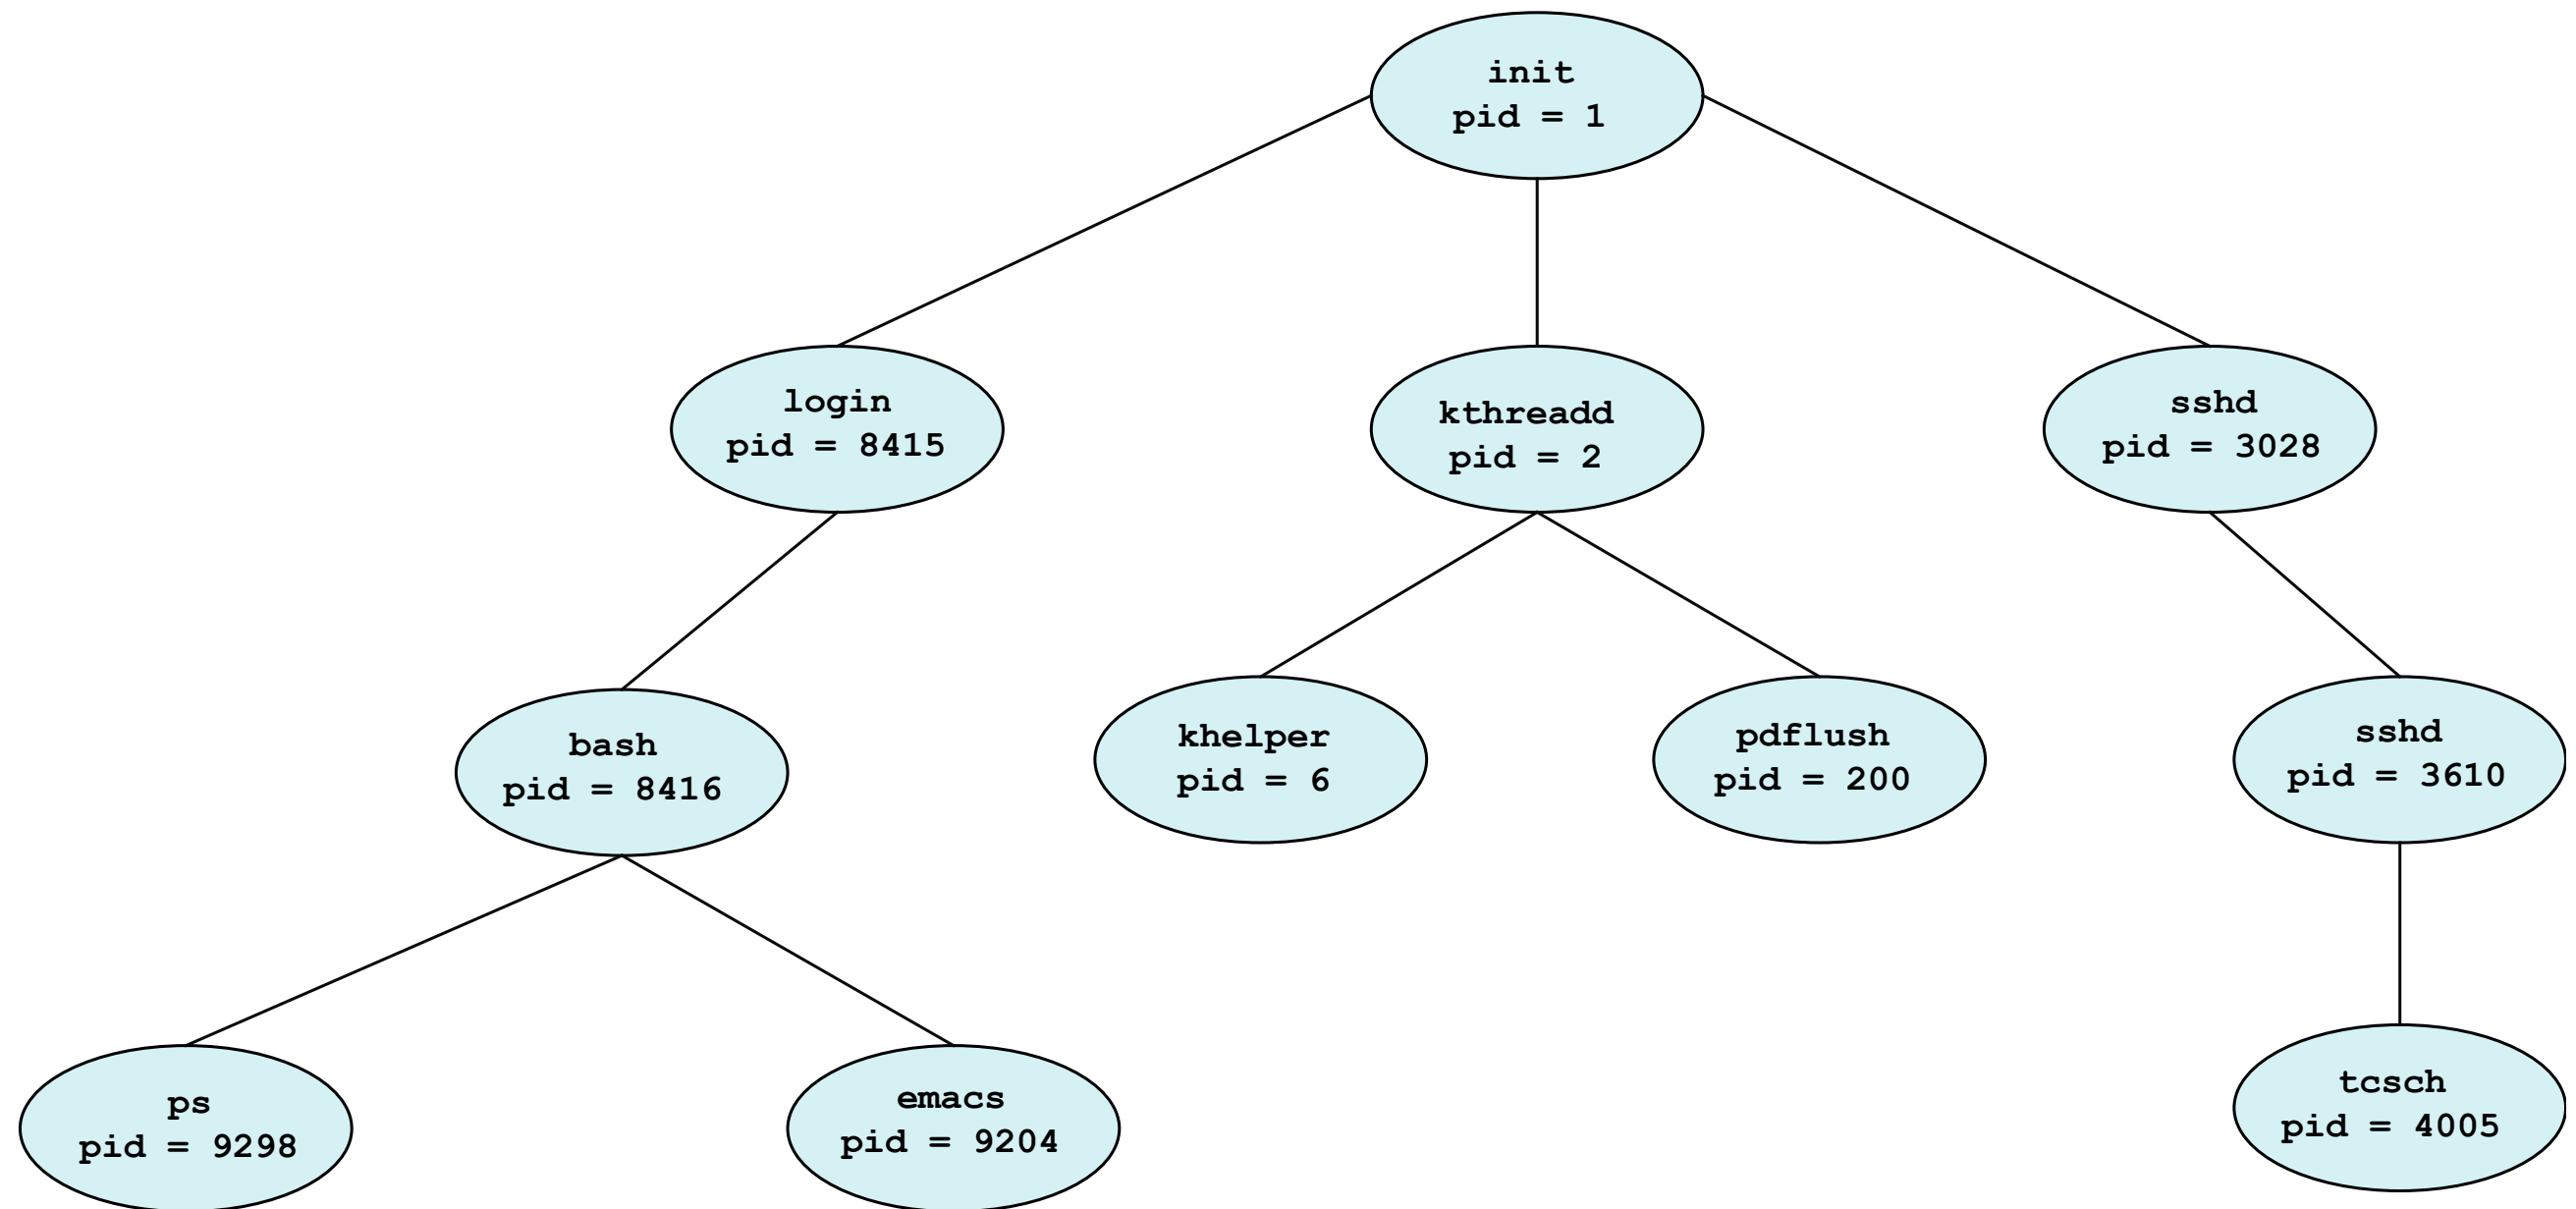 init
pid = 1
login
pid = 8415
kthreadd
pid = 2
sshd
pid = 3028
bash
pid = 8416
khelper
pid = 6
pdflush
pid = 200
sshd
pid = 3610
ps
pid = 9298
emacs
pid = 9204
tcsch
pid = 4005